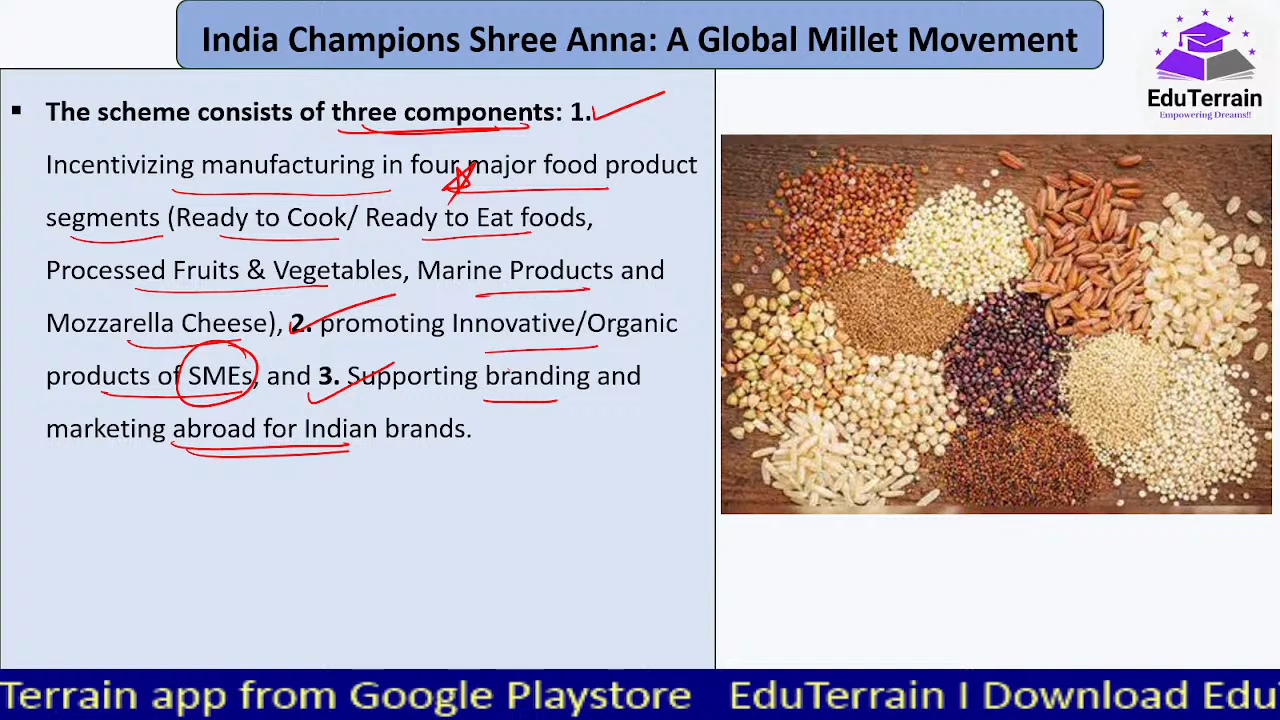 India Champions Shree Anna: A Global Millet Movement
EduTerrain
Empowering Dreams!!
▪ The scheme consists of three components: 1.
Incentivizing manufacturing in four major food product
segments (Ready to Cook/ Ready to Eat foods,
Processed Fruits & Vegetables, Marine Products and
Mozzarella Cheese), 2. promoting Innovative/Organic
products of SMEs, and 3. Supporting branding and
marketing abroad for Indian brands.
Terrain app from Google Playstore EduTerrain I Download Edu